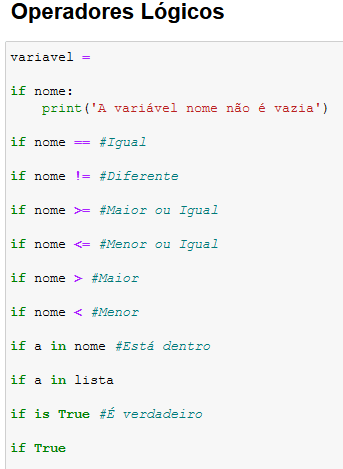 Operadores Lógicos
variavel =
if nome:
    print('A variável nome não é vazia')
if nome == #Igual
if nome != #Diferente
if nome >= #Maior ou Igual
if nome <= #Menor ou Igual
if nome > #Maior
if nome < #Menor
if a in nome #Está dentro
if a in lista
if is True #É verdadeiro
if True